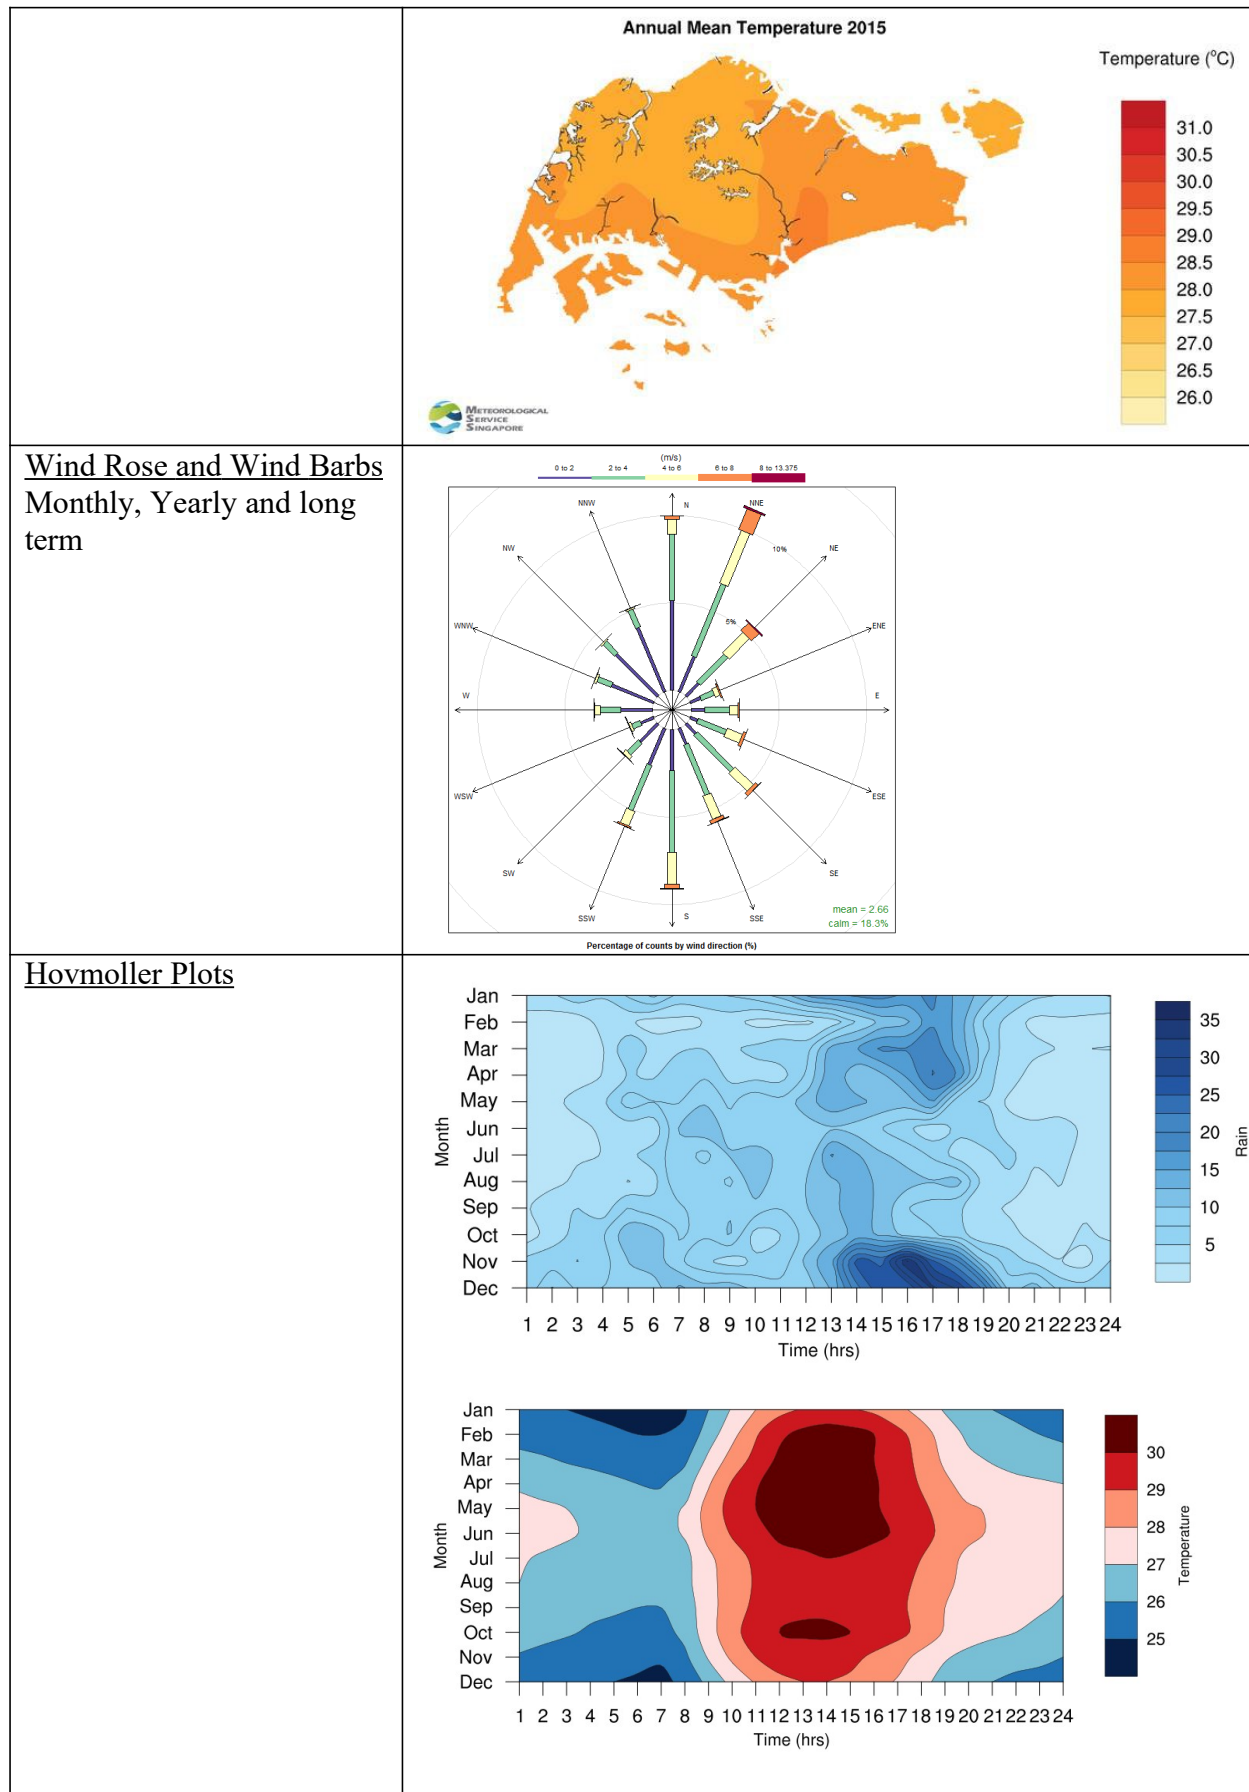 Annual Mean Temperature 2015
Temperature (°C)
31.0
30.5
30.0
29.5
29.0
28.5
28.0
27.5
27.0
26.5
26.0
METEOROLOGICAL
SERVICE
SINGAPORE
Wind Rose and Wind Barbs
Monthly, Yearly and long
term
(m/s)
0 to 2 2 to 4 4 to 6 6 to 8 8 to 13.375
N
NNE
NNW
10%
NW
NE
5%
WNW
ENE
W
E
WSW
ESE
SW
SE
SSW
S
SSE
mean = 2.66
calm = 18.3%
Percentage of counts by wind direction (%)
Hovmoller Plots
Jan
Feb
Mar
Apr
May
Jun
Jul
Aug
Sep
Oct
Nov
Dec
Month
1 2 3 4 5 6 7 8 9 10 11 12 13 14 15 16 17 18 19 20 21 22 23 24
Time (hrs)
35
30
25
20
15
10
5
Rain
Jan
Feb
Mar
Apr
May
Jun
Jul
Aug
Sep
Oct
Nov
Dec
Month
1 2 3 4 5 6 7 8 9 10 11 12 13 14 15 16 17 18 19 20 21 22 23 24
Time (hrs)
30
29
28
27
26
25
Temperature